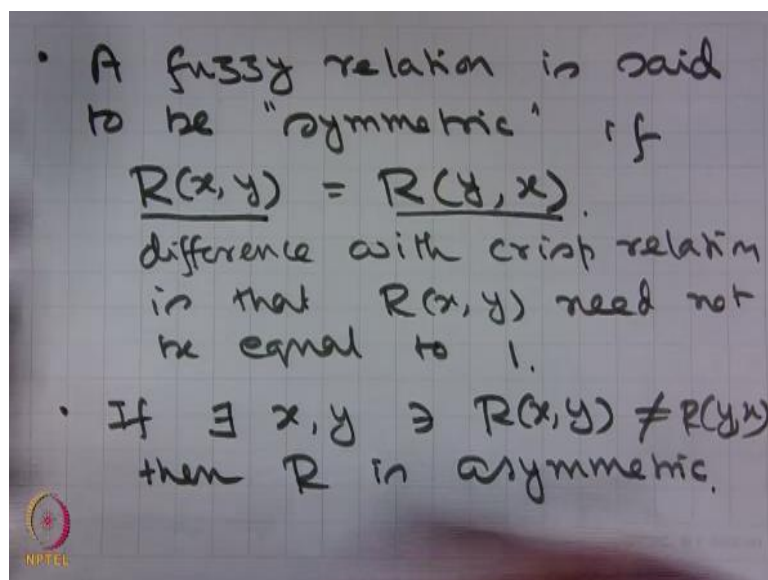 • A fuzzy relation is said
to be "symmetric" if
R(x, y) = R(y, x).
difference with crisp relation
is that R(x, y) need not
be equal to 1.
• If ∃ x, y ∋ R(x, y) ≠ R(y, x)
then R is asymmetric.
NPTEL